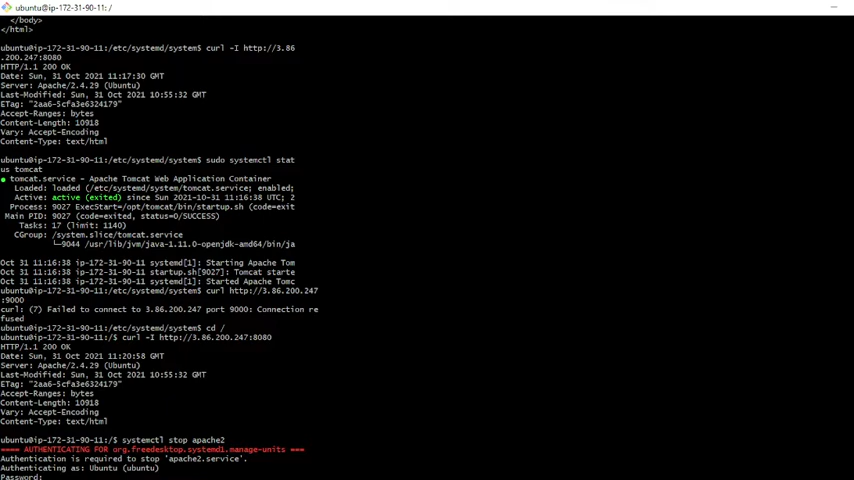 ubuntu@ip-172-31-90-11: /
</body>
</html>
ubuntu@ip-172-31-90-11:/etc/systemd/system$ curl -I http://3.86
.200.247:8080
HTTP/1.1 200 OK
Date: Sun, 31 Oct 2021 11:17:30 GMT
Server: Apache/2.4.29 (Ubuntu)
Last-Modified: Sun, 31 Oct 2021 10:55:32 GMT
ETag: "2aa6-5cfa3e6324179"
Accept-Ranges: bytes
Content-Length: 10918
Vary: Accept-Encoding
Content-Type: text/html
ubuntu@ip-172-31-90-11:/etc/systemd/system$ sudo systemctl stat
us tomcat
● tomcat.service - Apache Tomcat Web Application Container
Loaded: loaded (/etc/systemd/system/tomcat.service; enabled;
Active: active (exited) since Sun 2021-10-31 11:16:38 UTC; 2
Process: 9027 ExecStart=/opt/tomcat/bin/startup.sh (code=exit
Main PID: 9027 (code=exited, status=0/SUCCESS)
Tasks: 17 (limit: 1140)
CGroup: /system.slice/tomcat.service
└─9044 /usr/lib/jvm/java-1.11.0-openjdk-amd64/bin/ja
Oct 31 11:16:38 ip-172-31-90-11 systemd[1]: Starting Apache Tom
Oct 31 11:16:38 ip-172-31-90-11 startup.sh[9027]: Tomcat starte
Oct 31 11:16:38 ip-172-31-90-11 systemd[1]: Started Apache Tomc
ubuntu@ip-172-31-90-11:/etc/systemd/system$ curl http://3.86.200.247
:9000
curl: (7) Failed to connect to 3.86.200.247 port 9000: Connection re
fused
ubuntu@ip-172-31-90-11:/etc/systemd/system$ cd /
ubuntu@ip-172-31-90-11:/$ curl -I http://3.86.200.247:8080
HTTP/1.1 200 OK
Date: Sun, 31 Oct 2021 11:20:58 GMT
Server: Apache/2.4.29 (Ubuntu)
Last-Modified: Sun, 31 Oct 2021 10:55:32 GMT
ETag: "2aa6-5cfa3e6324179"
Accept-Ranges: bytes
Content-Length: 10918
Vary: Accept-Encoding
Content-Type: text/html
ubuntu@ip-172-31-90-11:/$ systemctl stop apache2
==== AUTHENTICATING FOR org.freedesktop.systemd1.manage-units ===
Authentication is required to stop 'apache2.service'.
Authenticating as: Ubuntu (ubuntu)
Password: